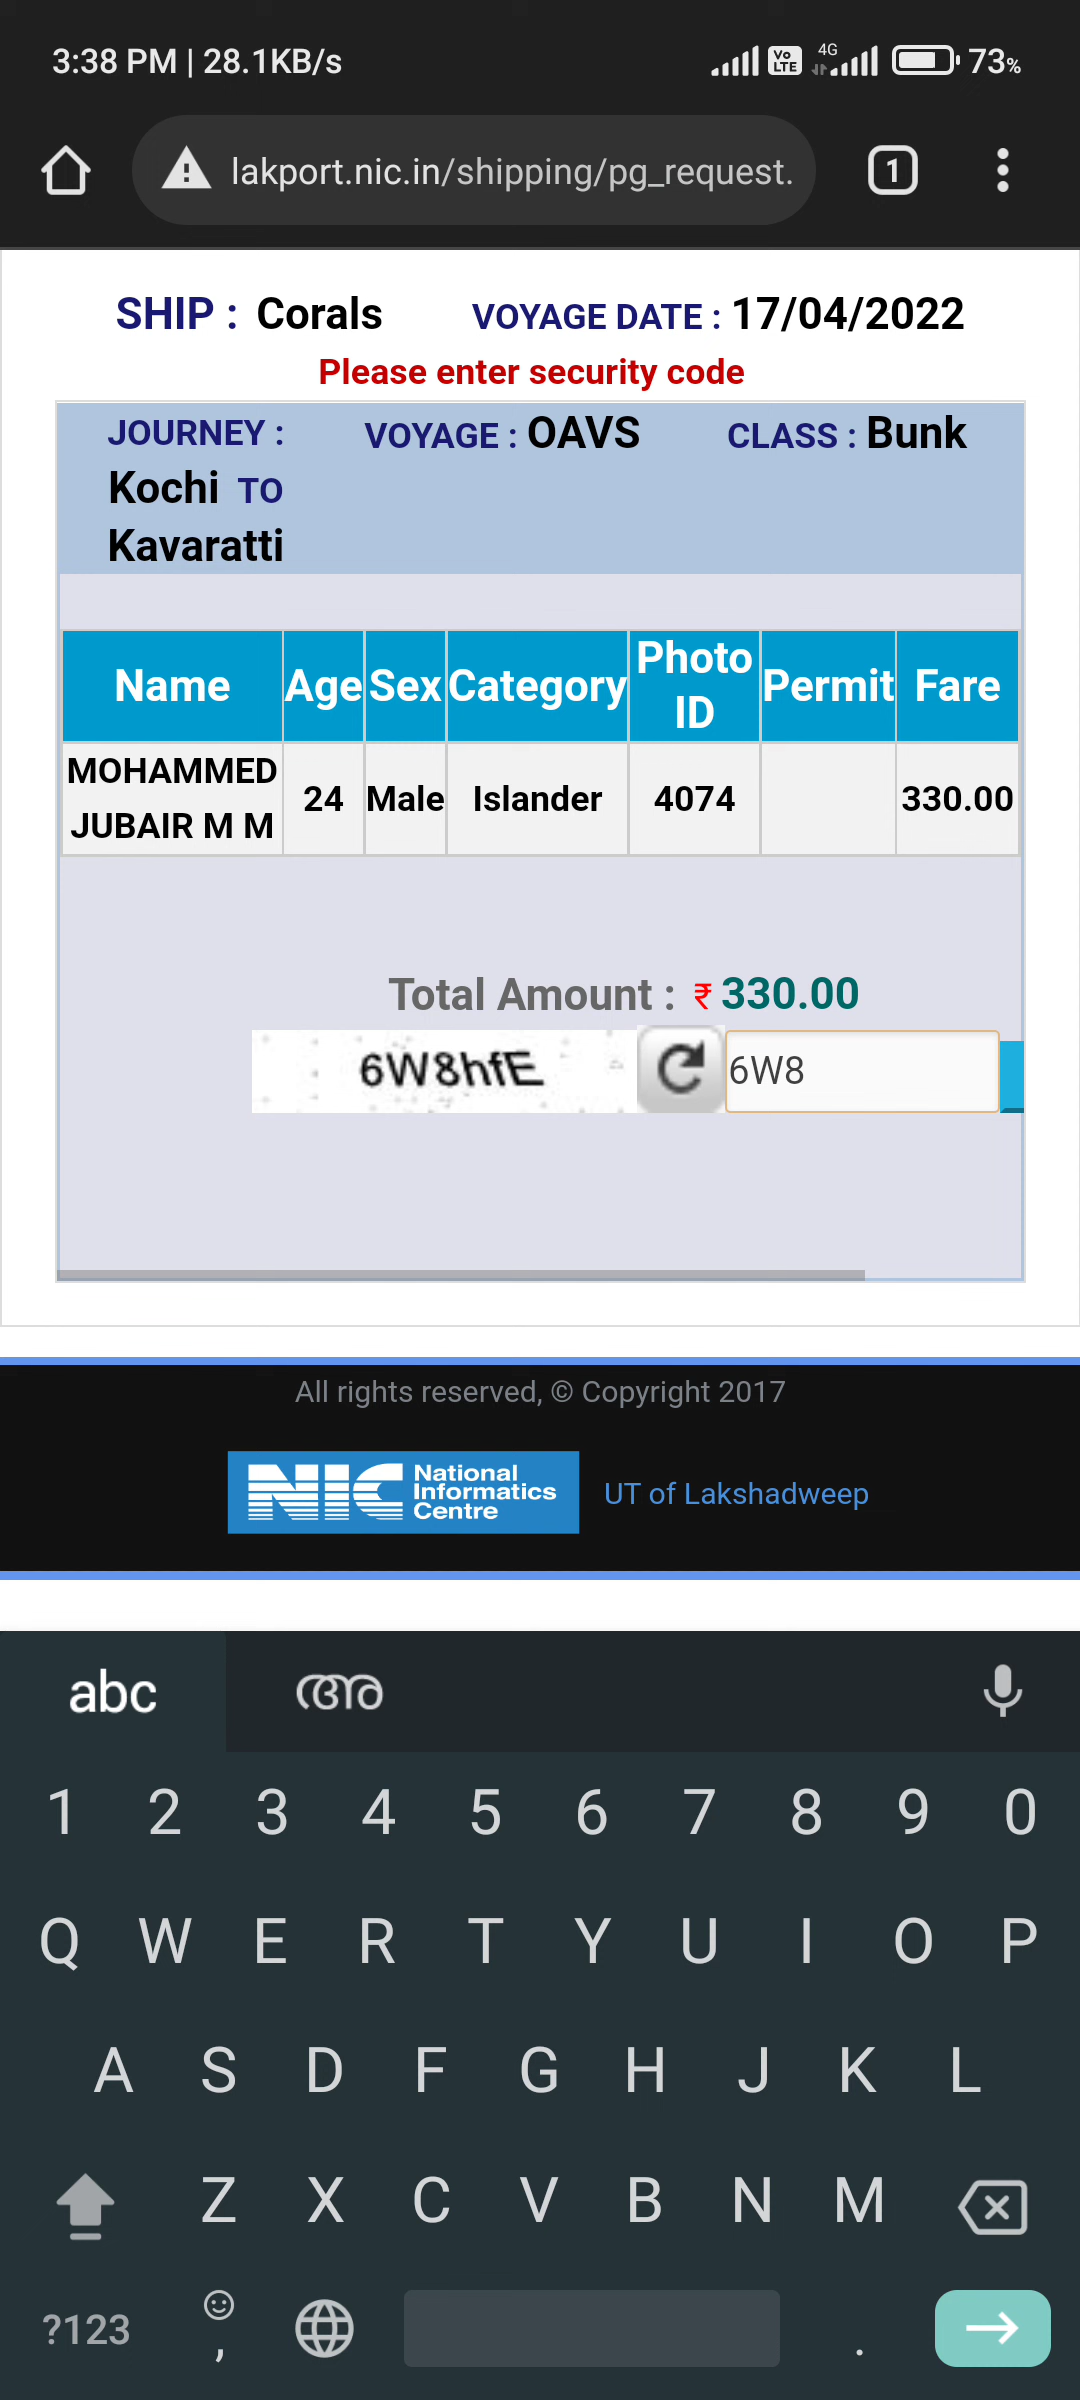 3:38 PM | 28.1KB/s Vo LTE 4G 73%
lakport.nic.in/shipping/pg_request. 1
SHIP : Corals VOYAGE DATE : 17/04/2022
Please enter security code
JOURNEY : VOYAGE : OAVS CLASS : Bunk
Kochi TO
Kavaratti
Name Age Sex Category Photo ID Permit Fare
MOHAMMED JUBAIR M M 24 Male Islander 4074 330.00
Total Amount : ₹ 330.00
6W8hfE 6W8
All rights reserved, © Copyright 2017
NIC National Informatics Centre UT of Lakshadweep
abc അ
1 2 3 4 5 6 7 8 9 0
Q W E R T Y U I O P
A S D F G H J K L
Z X C V B N M
?123 , .